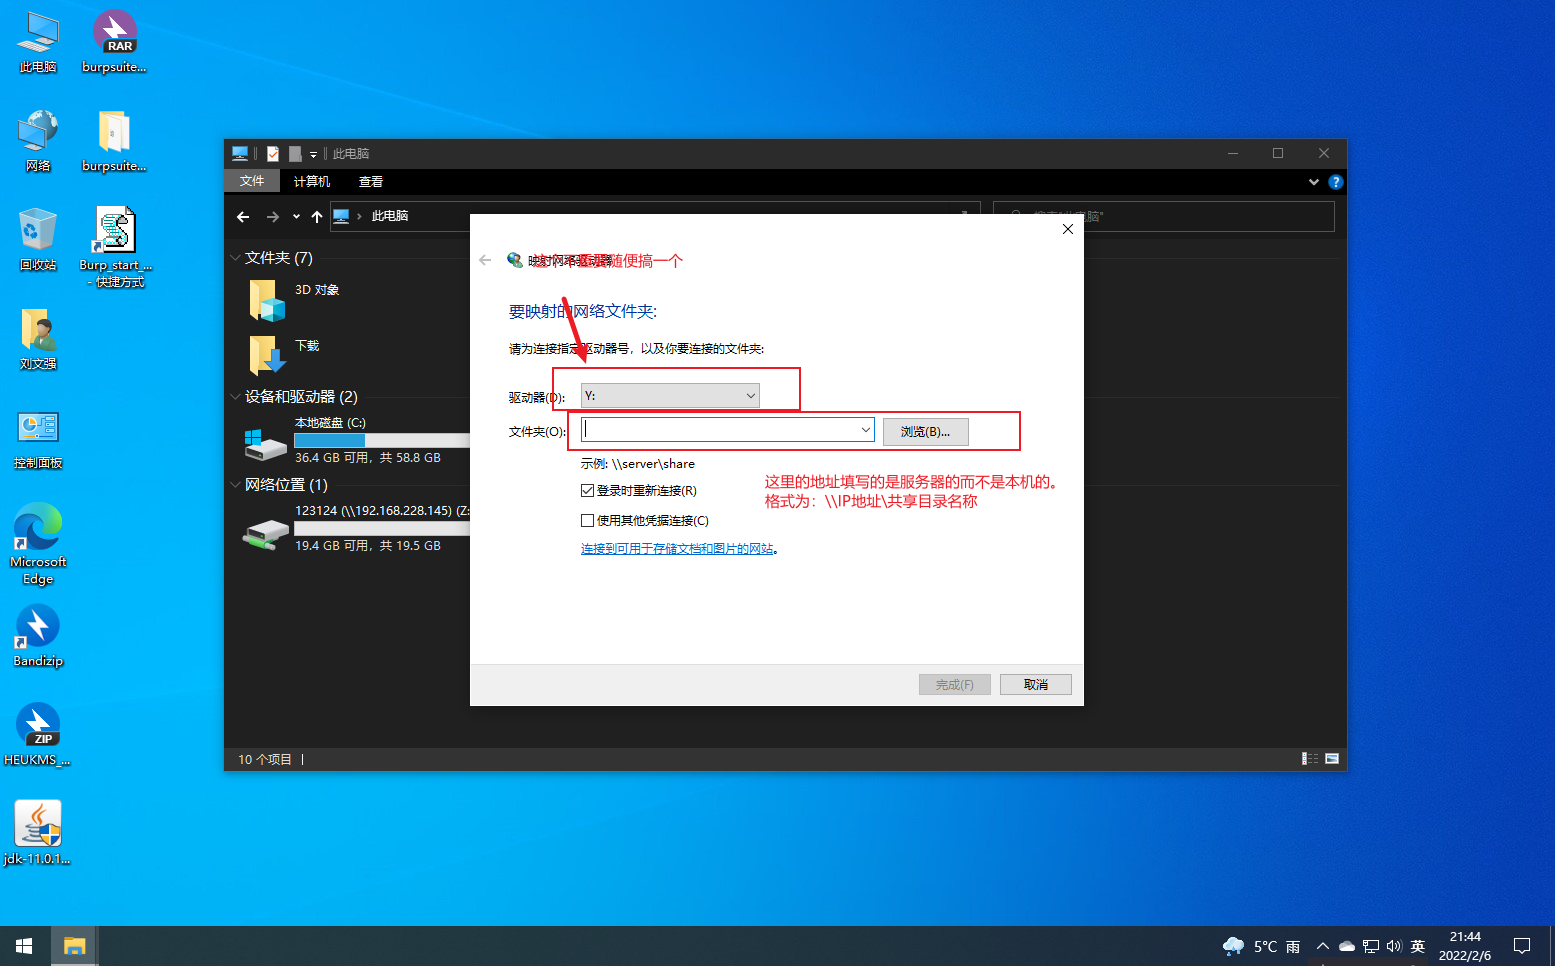 此电脑
RAR
burpsuite...
网络
burpsuite...
回收站
Burp_start_...
- 快捷方式
刘文强
控制面板
Microsoft
Edge
Bandizip
ZIP
HEUKMS_...
jdk-11.0.1...
此电脑
文件
计算机
查看
此电脑
文件夹 (7)
3D 对象
下载
设备和驱动器 (2)
本地磁盘 (C:)
36.4 GB 可用，共 58.8 GB
网络位置 (1)
123124 (\\192.168.228.145) (Z:
19.4 GB 可用，共 19.5 GB
10 个项目
映射网络驱动器
随便搞一个
要映射的网络文件夹:
请为连接指定驱动器号，以及你要连接的文件夹:
驱动器(D):
Y:
文件夹(O):
浏览(B)...
示例: \\server\share
登录时重新连接(R)
这里的地址填写的是服务器的而不是本机的。
格式为：\\IP地址\共享目录名称
使用其他凭据连接(C)
连接到可用于存储文档和图片的网站。
完成(F)
取消
5°C 雨
英
21:44
2022/2/6